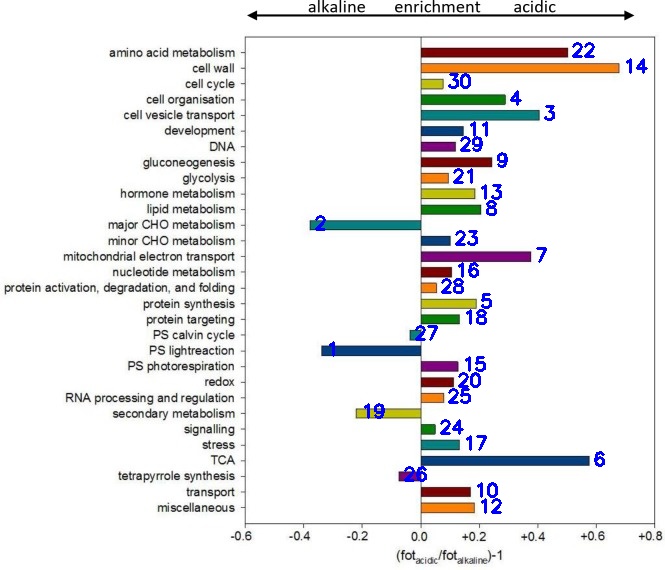 alkaline enrichment acidic
amino acid metabolism 22
cell wall 14
cell cycle 30
cell organisation 4
cell vesicle transport 3
development 11
DNA 29
gluconeogenesis 9
glycolysis 21
hormone metabolism 13
lipid metabolism 8
major CHO metabolism 2
minor CHO metabolism 23
mitochondrial electron transport 7
nucleotide metabolism 16
protein activation, degradation, and folding 28
protein synthesis 5
protein targeting 18
PS calvin cycle 27
PS lightreaction 1
PS photorespiration 15
redox 20
RNA processing and regulation 25
secondary metabolism 19
signalling 24
stress 17
TCA 6
tetrapyrrole synthesis 26
transport 10
miscellaneous 12
-0.6 -0.4 -0.2 0.0 +0.2 +0.4 +0.6 +0.8
(fotacidic/fotalkaline)-1